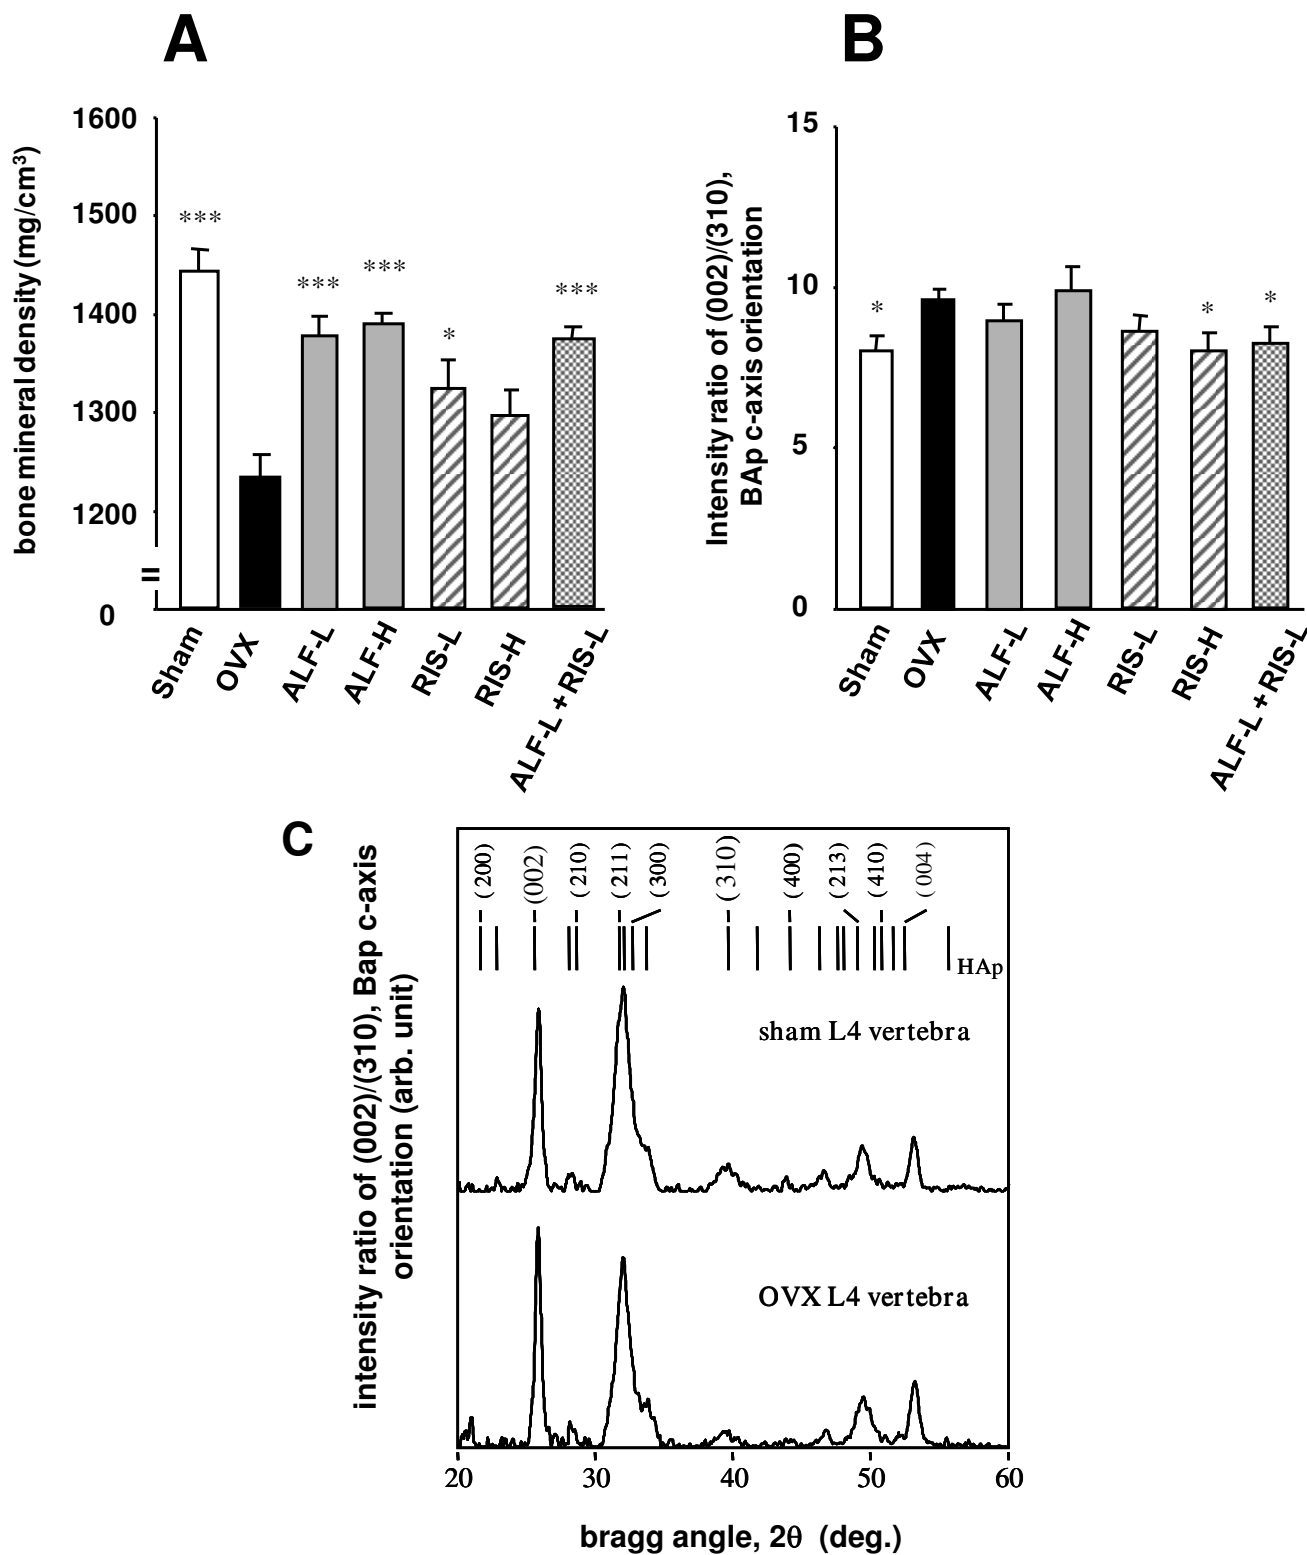 A
bone mineral density (mg/cm³)
1600
1500
1400
1300
1200
=
0
***
***
***
*
***
Sham
OVX
ALF-L
ALF-H
RIS-L
RIS-H
ALF-L + RIS-L
B
Intensity ratio of (002)/(310),
BAp c-axis orientation
15
10
5
0
*
*
*
Sham
OVX
ALF-L
ALF-H
RIS-L
RIS-H
ALF-L + RIS-L
C
intensity ratio of (002)/(310), Bap c-axis
orientation (arb. unit)
(200)
(002)
(210)
(211)
(300)
(310)
(400)
(213)
(410)
(004)
HAp
sham L4 vertebra
OVX L4 vertebra
20
30
40
50
60
bragg angle, 2θ (deg.)